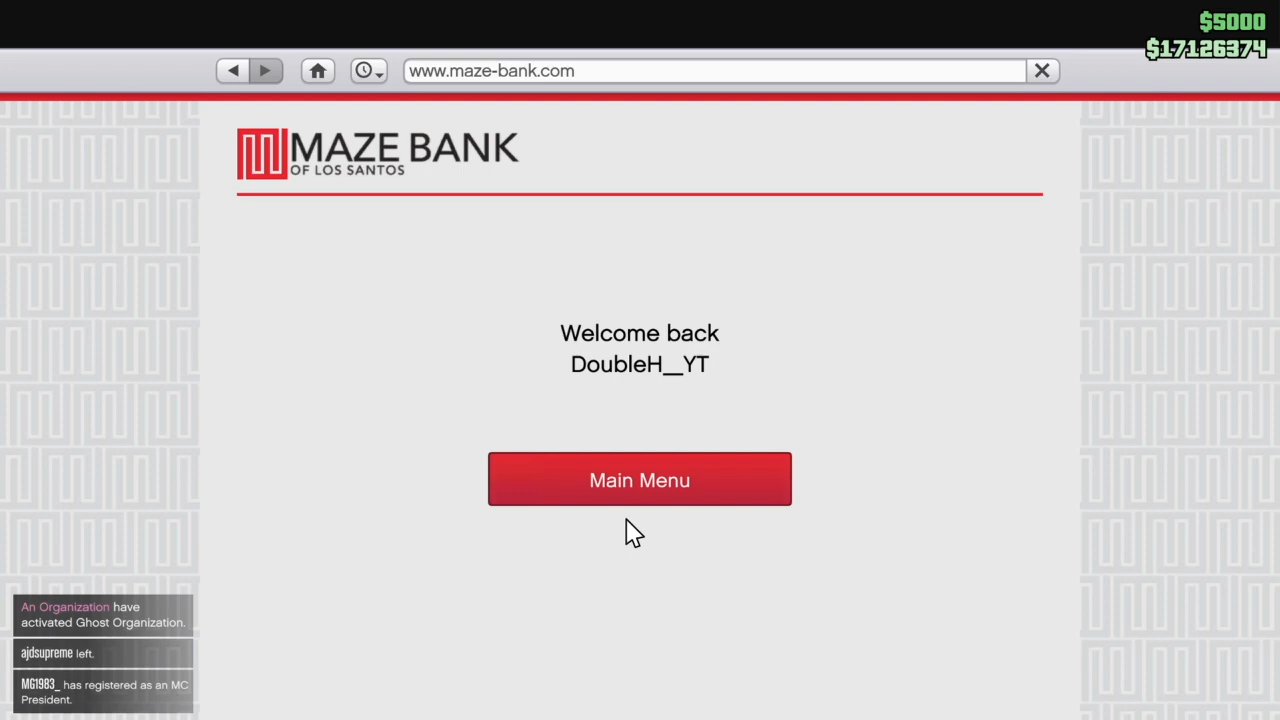 $5000
$17126374
www.maze-bank.com
MAZE BANK
OF LOS SANTOS
Welcome back
DoubleH__YT
Main Menu
An Organization have
activated Ghost Organization.
ajdsupreme left.
MG1983_ has registered as an MC
President.